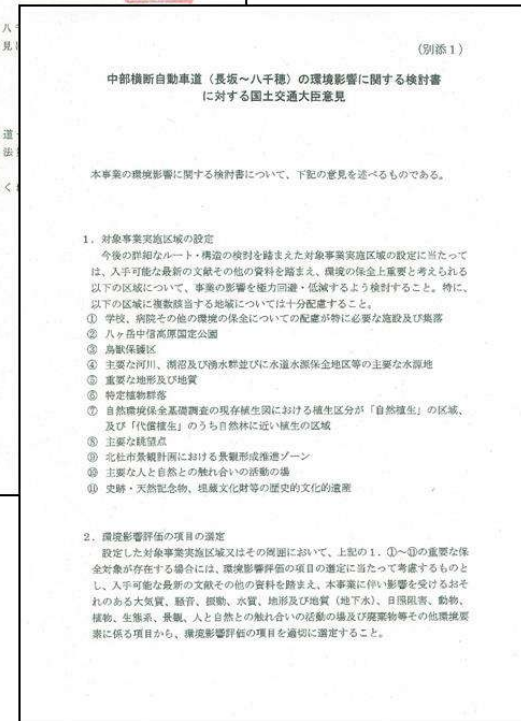 八
見
道
法
く
（別添１）
中部横断自動車道（長坂～八千穂）の環境影響に関する検討書
に対する国土交通大臣意見
本事業の環境影響に関する検討書について、下記の意見を述べるものである。
１．対象事業実施区域の設定
今後の詳細なルート・構造の検討を踏まえた対象事業実施区域の設定に当たって
は、入手可能な最新の文献その他の資料を踏まえ、環境の保全上重要と考えられる
以下の区域について、事業の影響を極力回避・低減するよう検討すること。特に、
以下の区域に複数該当する地域については十分配慮すること。
① 学校、病院その他の環境の保全についての配慮が特に必要な施設及び集落
② 八ヶ岳中信高原国定公園
③ 鳥獣保護区
④ 主要な河川、湖沼及び湧水群並びに水道水源保全地区等の主要な水源地
⑤ 重要な地形及び地質
⑥ 特定植物群落
⑦ 自然環境保全基礎調査の現存植生図における植生区分が「自然植生」の区域、
及び「代償植生」のうち自然林に近い植生の区域
⑧ 主要な眺望点
⑨ 北杜市景観計画における景観形成推進ゾーン
⑩ 主要な人と自然との触れ合いの活動の場
⑪ 史跡・天然記念物、埋蔵文化財等の歴史的文化的遺産
２．環境影響評価の項目の選定
設定した対象事業実施区域又はその周囲において、上記の１．①～⑪の重要な保
全対象が存在する場合には、環境影響評価の項目の選定に当たって考慮するものと
し、入手可能な最新の文献その他の資料を踏まえ、本事業に伴い影響を受けるおそ
れのある大気質、騒音、振動、水質、地形及び地質（地下水）、日照阻害、動物、
植物、生態系、景観、人と自然との触れ合いの活動の場及び廃棄物等その他環境要
素に係る項目から、環境影響評価の項目を適切に選定すること。